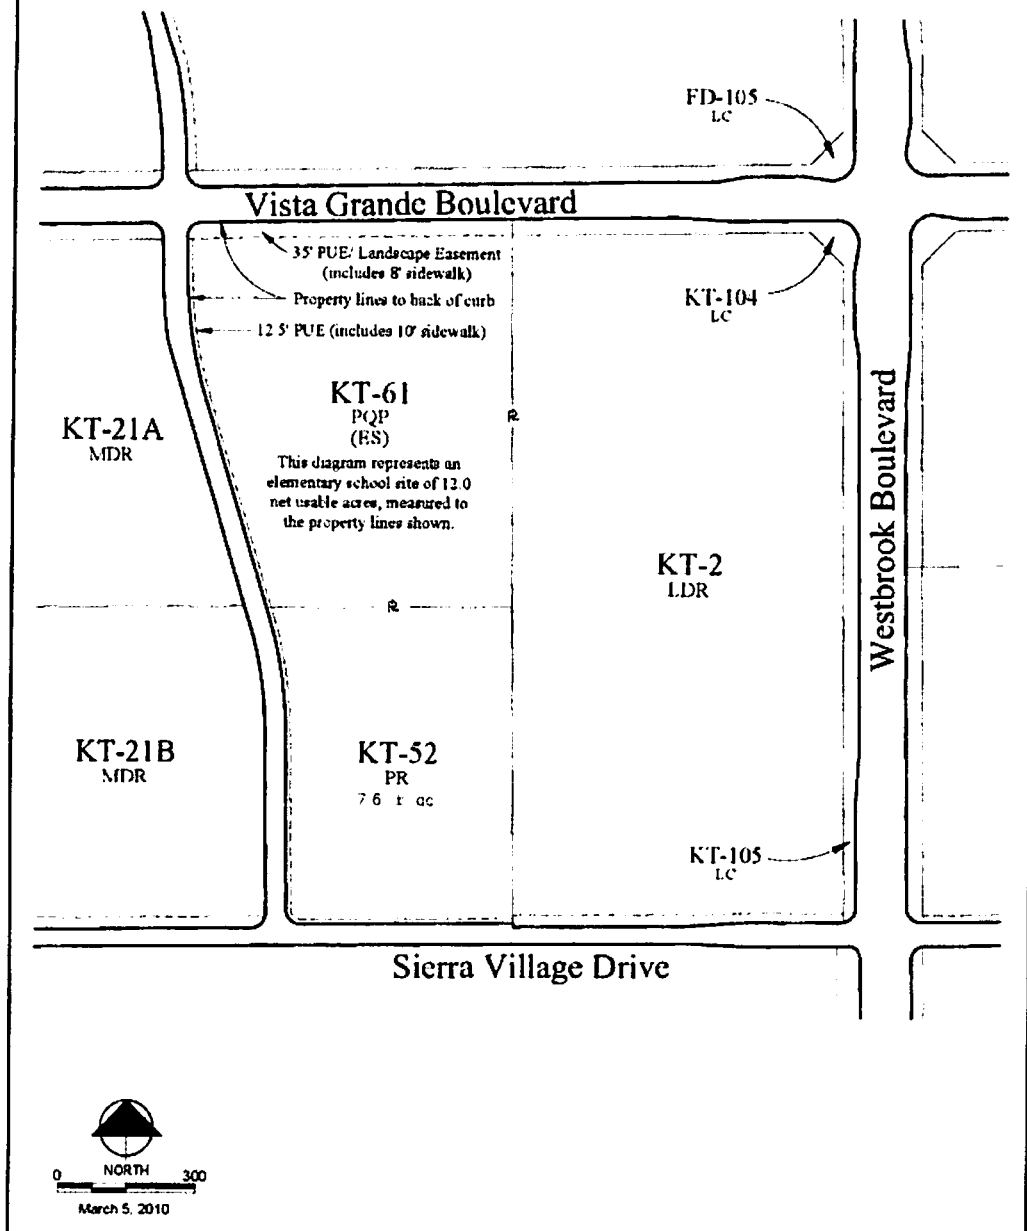 FD-105
LC
Vista Grande Boulevard
35' PUE/ Landscape Easement
(includes 8' sidewalk)
Property lines to back of curb
12.5' PUE (includes 10' sidewalk)
KT-104
LC
KT-61
PQP
(ES)
This diagram represents an
elementary school site of 12.0
net usable acres, measured to
the property lines shown.
KT-21A
MDR
KT-2
LDR
Westbrook Boulevard
KT-21B
MDR
KT-52
PR
7.6 ac
KT-105
LC
Sierra Village Drive
NORTH
0 300
March 5, 2010